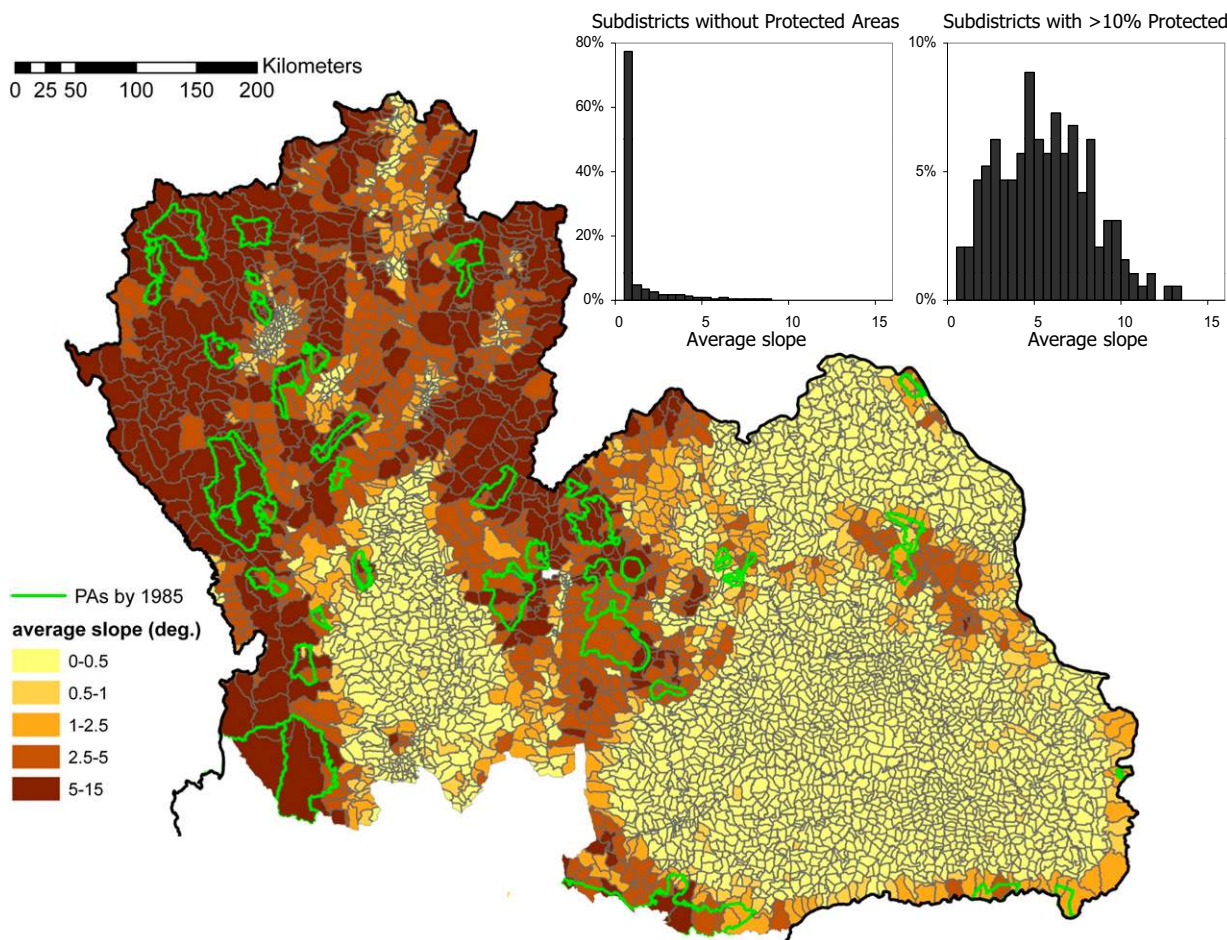 Subdistricts without Protected Areas
80%
60%
40%
20%
0%
0 5 10 15
Average slope
Subdistricts with >10% Protected
10%
5%
0%
0 5 10 15
Average slope
Kilometers
0 25 50 100 150 200
PAs by 1985
average slope (deg.)
0-0.5
0.5-1
1-2.5
2.5-5
5-15